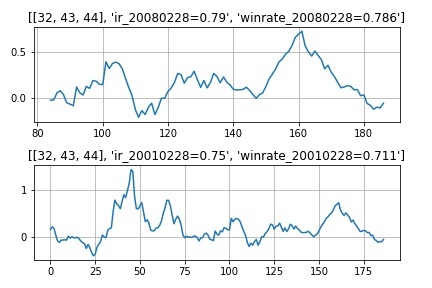 [[32, 43, 44], 'ir_20080228=0.79', 'winrate_20080228=0.786']
0.5
0.0
80 100 120 140 160 180
[[32, 43, 44], 'ir_20010228=0.75', 'winrate_20010228=0.711']
1
0
0 25 50 75 100 125 150 175